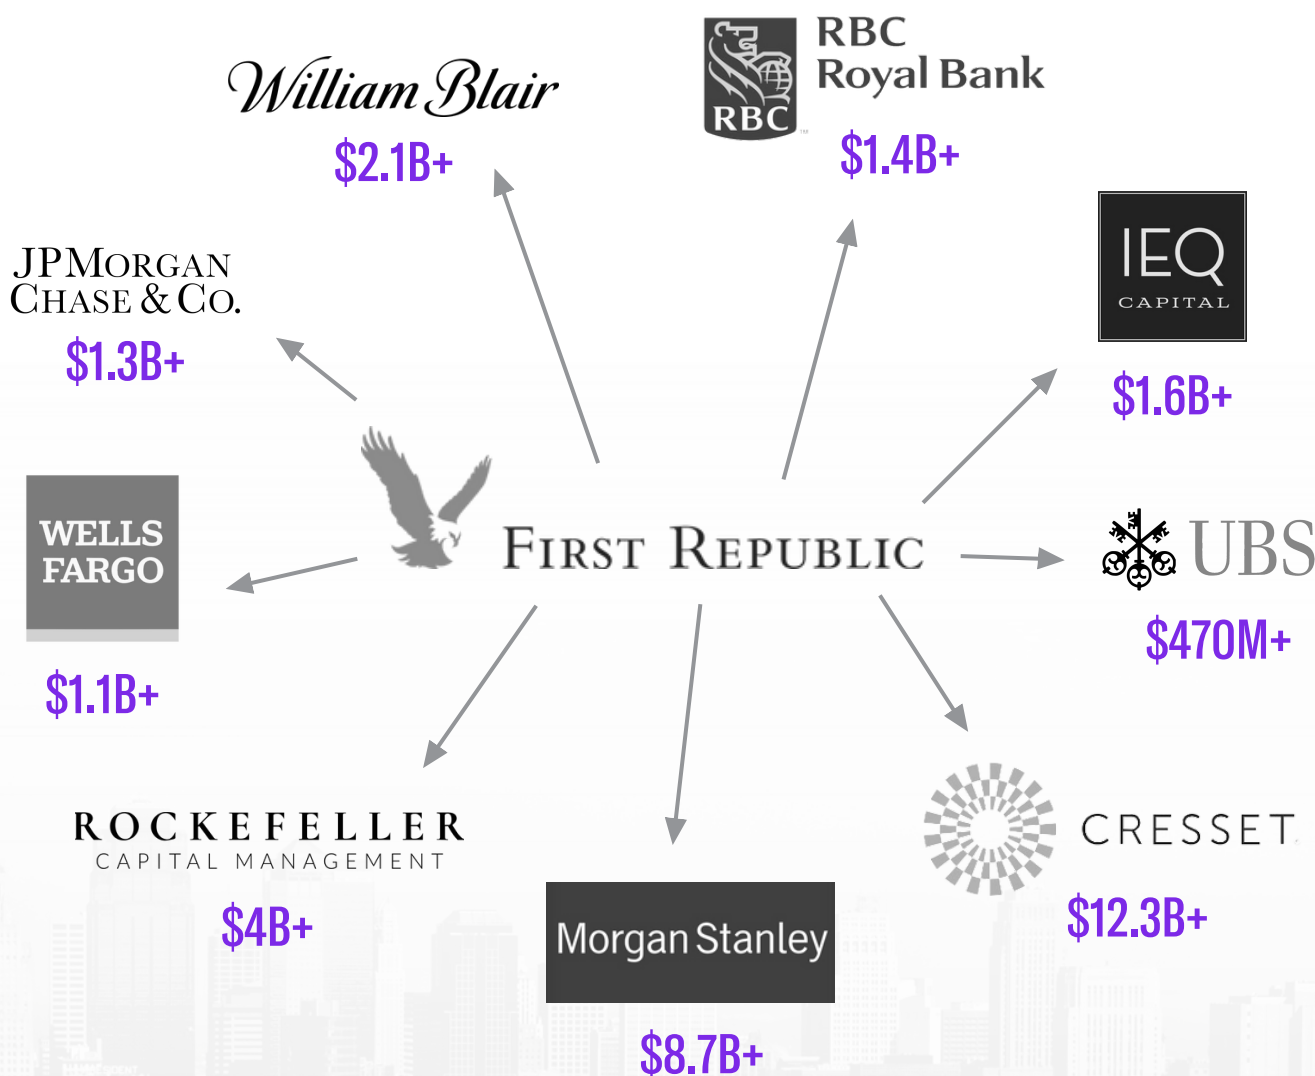 William Blair
$2.1B+
RBC
Royal Bank
RBC
TM
$1.4B+
JPMORGAN
CHASE & CO.
$1.3B+
IEQ
CAPITAL
$1.6B+
WELLS
FARGO
$1.1B+
FIRST REPUBLIC
UBS
$470M+
ROCKEFELLER
CAPITAL MANAGEMENT
$4B+
Morgan Stanley
$8.7B+
CRESSET
$12.3B+